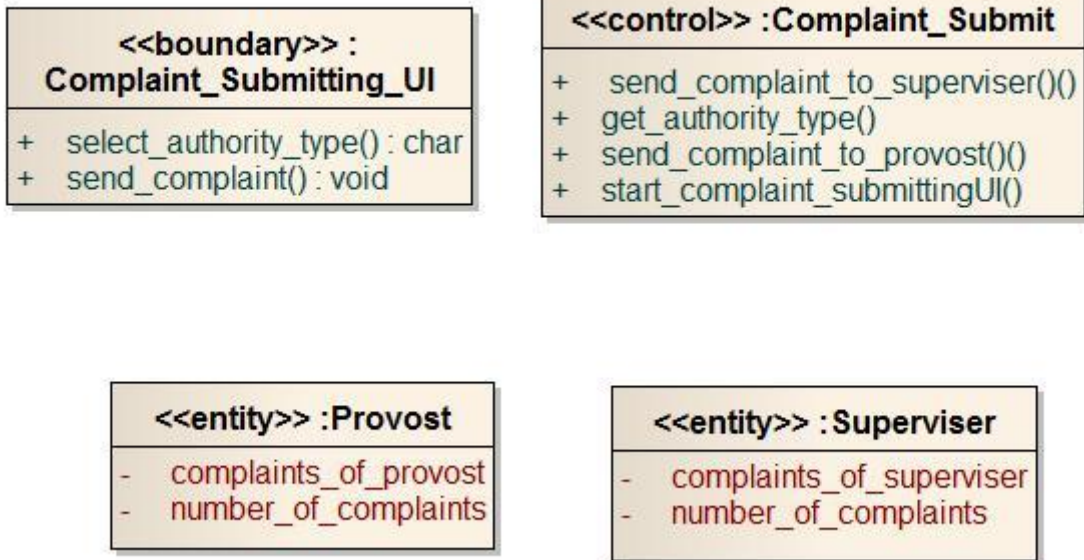 <<boundary>> :
Complaint_Submitting_UI
+ select_authority_type() : char
+ send_complaint() : void
<<control>> :Complaint_Submit
+ send_complaint_to_superviser()()
+ get_authority_type()
+ send_complaint_to_provost()()
+ start_complaint_submittingUI()
<<entity>> :Provost
- complaints_of_provost
- number_of_complaints
<<entity>> :Superviser
- complaints_of_superviser
- number_of_complaints